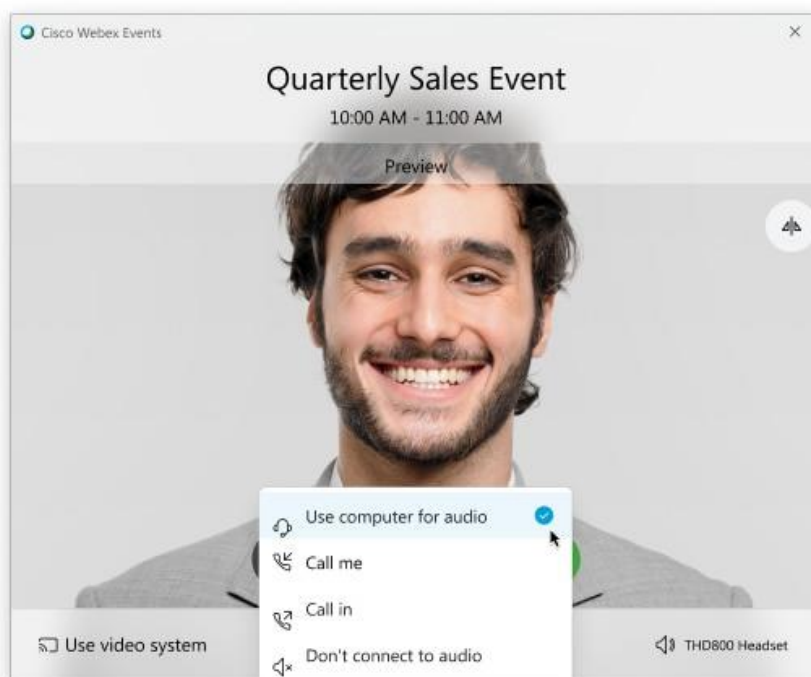 Cisco Webex Events
Quarterly Sales Event
10:00 AM - 11:00 AM
Preview
Use computer for audio
Call me
Call in
Don't connect to audio
Use video system
THD800 Headset